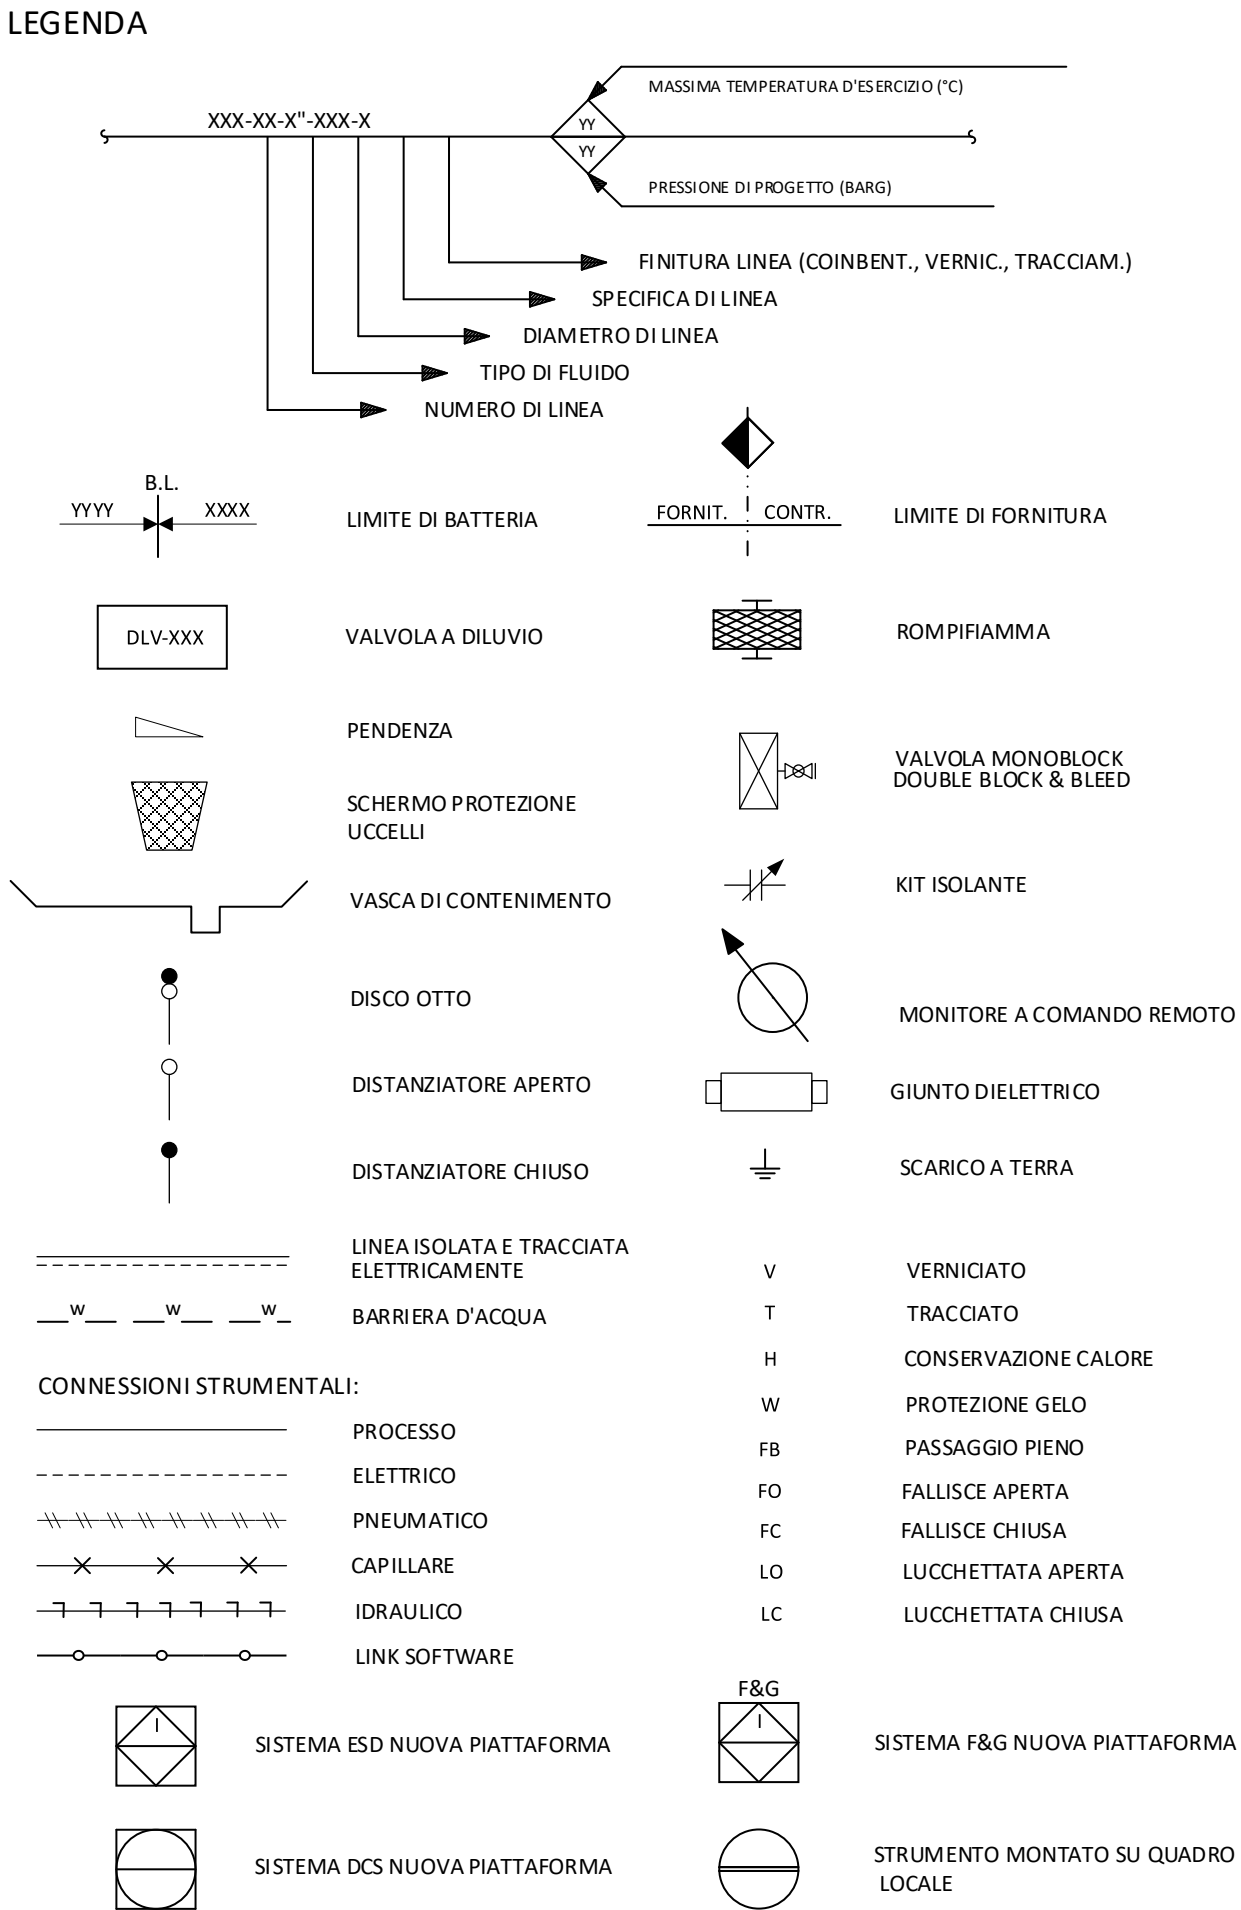 LEGENDA
MASSIMA TEMPERATURA D'ESERCIZIO (°C)
XXX-XX-X"-XXX-X
YY
YY
PRESSIONE DI PROGETTO (BARG)
FINITURA LINEA (COINBENT., VERNIC., TRACCIAM.)
SPECIFICA DI LINEA
DIAMETRO DI LINEA
TIPO DI FLUIDO
NUMERO DI LINEA
B.L.
YYYY XXXX
LIMITE DI BATTERIA
FORNIT. CONTR.
LIMITE DI FORNITURA
DLV-XXX
VALVOLA A DILUVIO
ROMPIFIAMMA
PENDENZA
VALVOLA MONOBLOCK
DOUBLE BLOCK & BLEED
SCHERMO PROTEZIONE
UCCELLI
KIT ISOLANTE
VASCA DI CONTENIMENTO
DISCO OTTO
MONITORE A COMANDO REMOTO
DISTANZIATORE APERTO
GIUNTO DIELETTRICO
DISTANZIATORE CHIUSO
SCARICO A TERRA
LINEA ISOLATA E TRACCIATA
ELETTRICAMENTE
V VERNICIATO
W W W
BARRIERA D'ACQUA
T TRACCIATO
H CONSERVAZIONE CALORE
CONNESSIONI STRUMENTALI:
W PROTEZIONE GELO
PROCESSO
FB PASSAGGIO PIENO
ELETTRICO
FO FALLISCE APERTA
PNEUMATICO
FC FALLISCE CHIUSA
CAPILLARE
LO LUCCHETTATA APERTA
IDRAULICO
LC LUCCHETTATA CHIUSA
LINK SOFTWARE
I
SISTEMA ESD NUOVA PIATTAFORMA
F&G
I
SISTEMA F&G NUOVA PIATTAFORMA
SISTEMA DCS NUOVA PIATTAFORMA
STRUMENTO MONTATO SU QUADRO
LOCALE